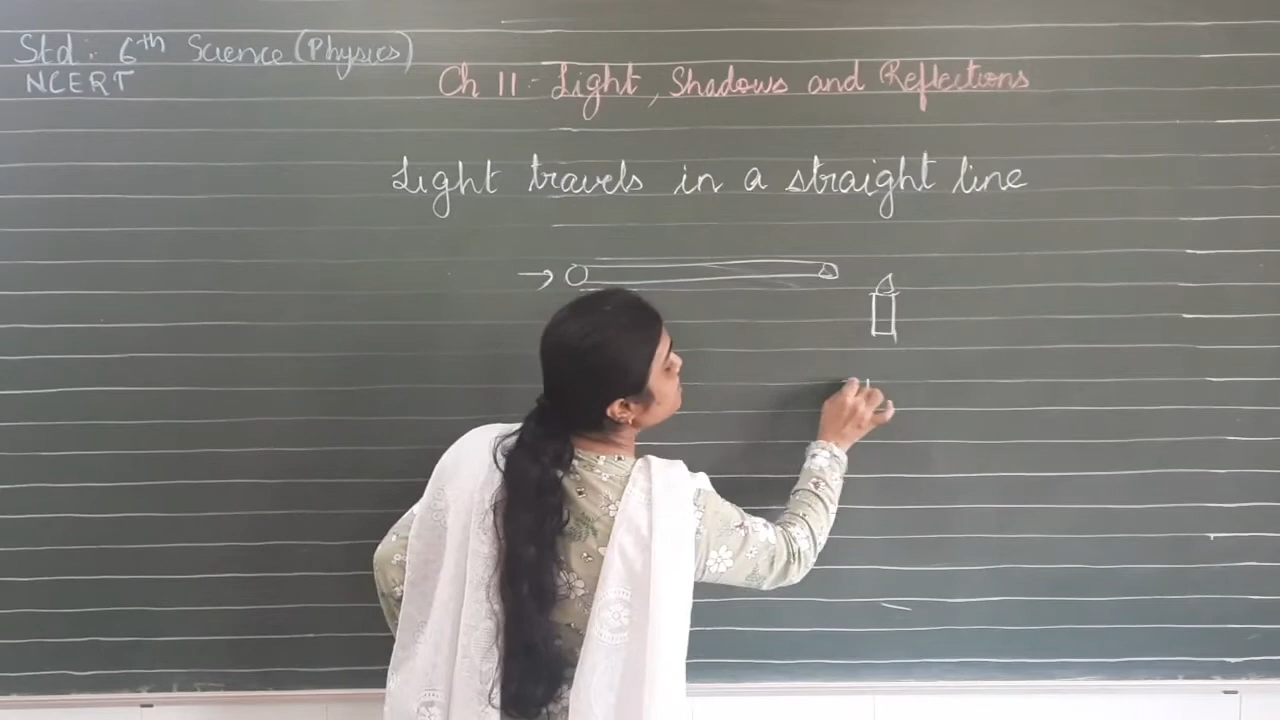 Std : 6th Science (Physics)
NCERT
Ch 11 :- Light, Shadows and Reflections
Light travels in a straight line